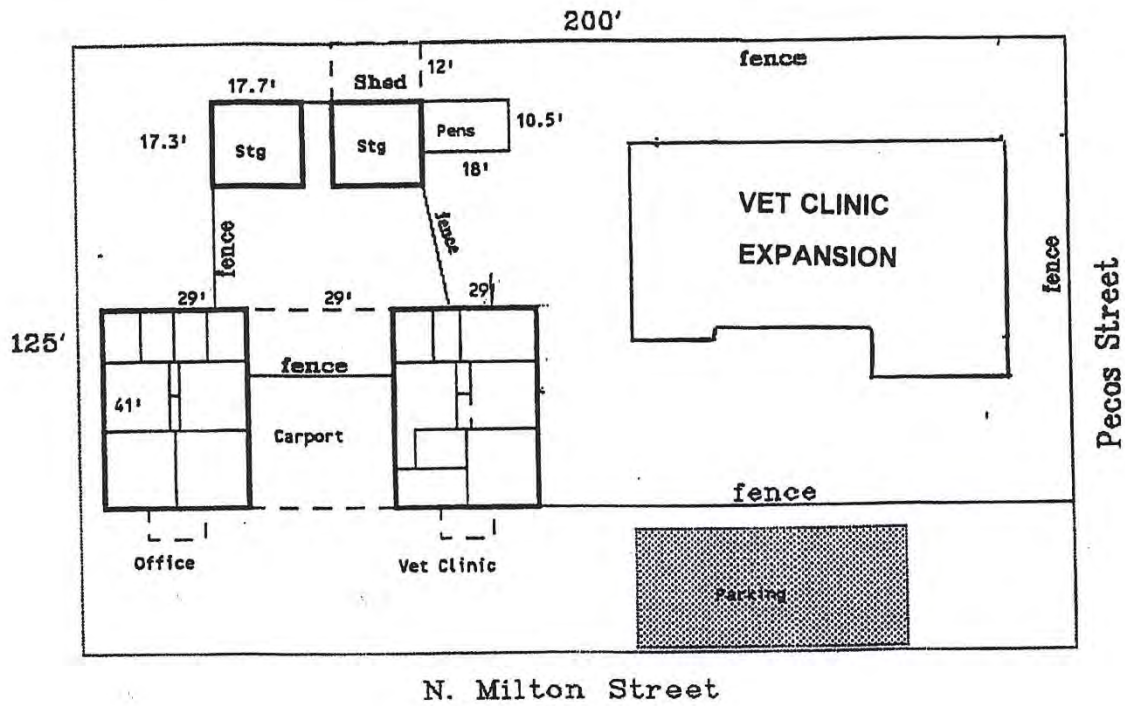 200'
fence
12'
Shed
17.7'
10.5'
Pens
17.3'
Stg
Stg
18'
VET CLINIC
EXPANSION
fence
fence
fence
Pecos Street
29'
29'
29'
125'
fence
41'
Carport
fence
Office
Vet Clinic
Parking
N. Milton Street